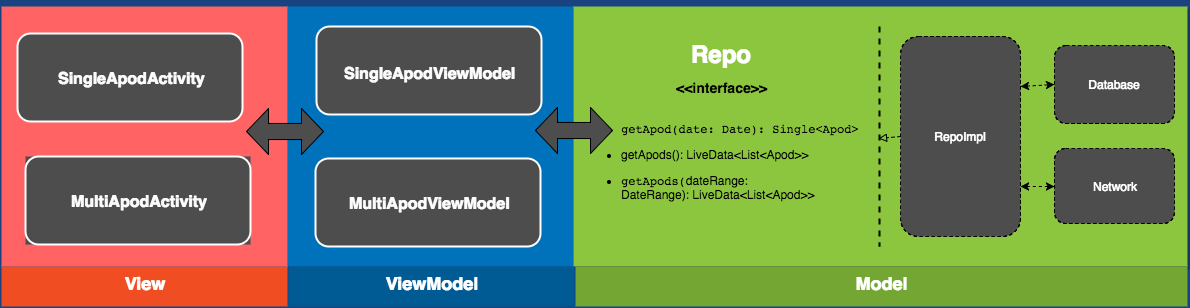 SingleApodActivity
MultiApodActivity
View
SingleApodViewModel
MultiApodViewModel
ViewModel
Repo
<<interface>>
getApod(date: Date): Single<Apod>
• getApods(): LiveData<List<Apod>>
• getApods(dateRange:
DateRange): LiveData<List<Apod>>
RepoImpl
Database
Network
Model